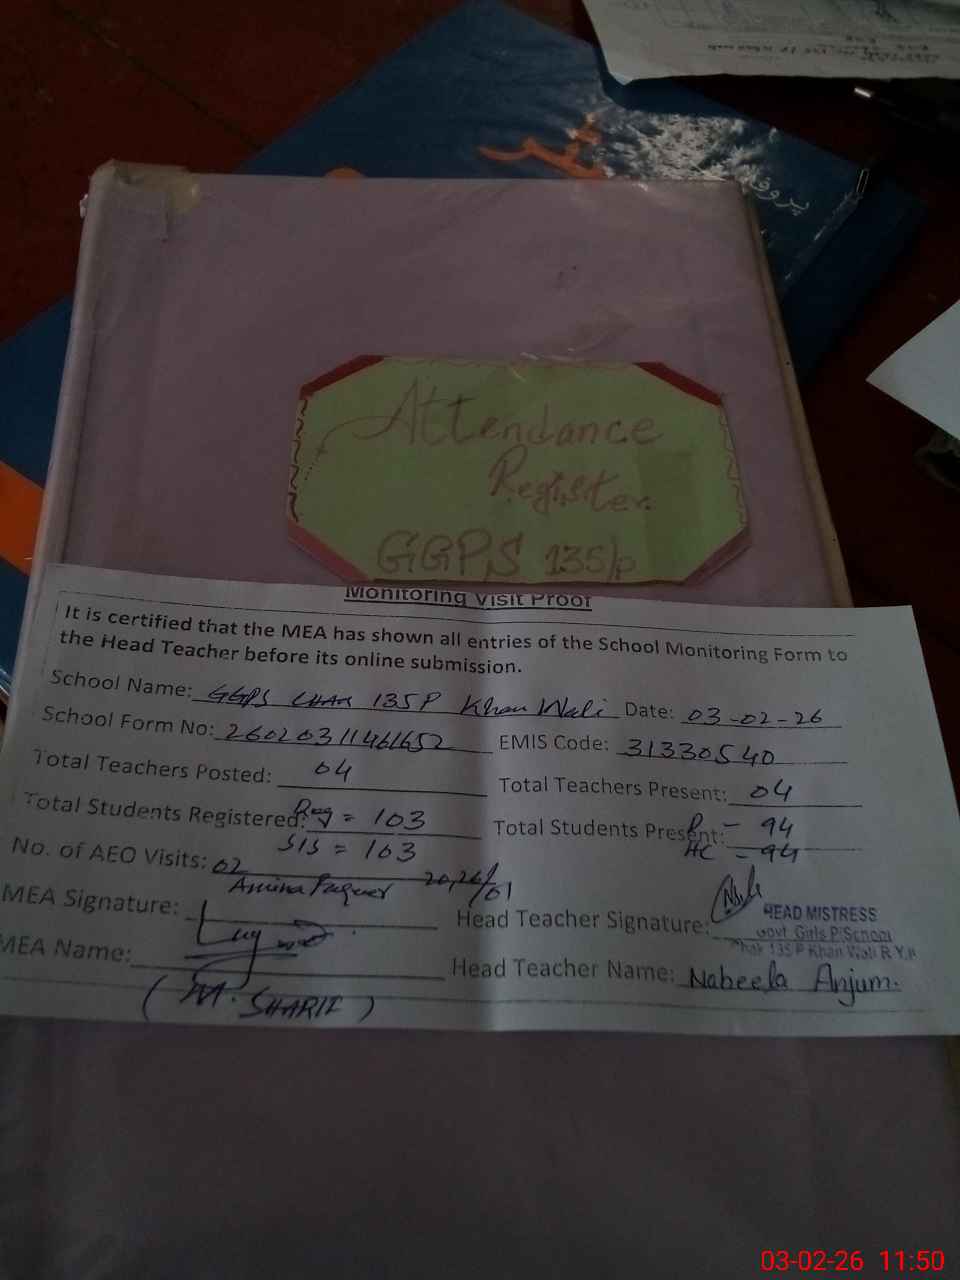 پروف
Attendance
Register
GGPS 135/P
Monitoring Visit Proof
It is certified that the MEA has shown all entries of the School Monitoring Form to
the Head Teacher before its online submission.
School Name: GGPS CHAK 135P Khan Wali Date: 03-02-26
School Form No: 26020311461652 EMIS Code: 31330540
Total Teachers Posted: 04 Total Teachers Present: 04
Total Students Registered: Reg = 103 Total Students Present: P - 94
SIS = 103 HC - 94
No. of AEO Visits: 02
Amina 20,26/01
MEA Signature: Head Teacher Signature:
HEAD MISTRESS
Govt. Girls P/School
Chak 135 P Khan Wali R.Y.K
MEA Name: Head Teacher Name: Nabeela Anjum.
(M. SHARIF)
03-02-26 11:50